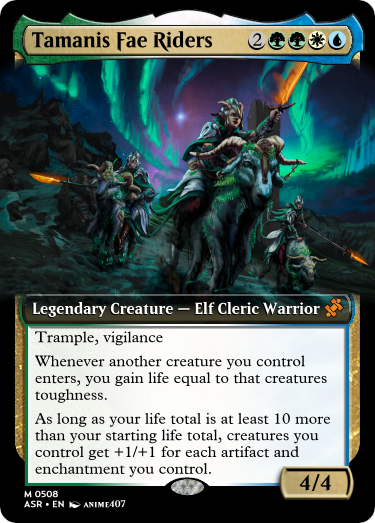 Tamanis Fae Riders 2
Legendary Creature — Elf Cleric Warrior
Trample, vigilance
Whenever another creature you control
enters, you gain life equal to that creatures
toughness.
As long as your life total is at least 10 more
than your starting life total, creatures you
control get +1/+1 for each artifact and
enchantment you control.
4/4
M 0508
ASR • EN ANIME407